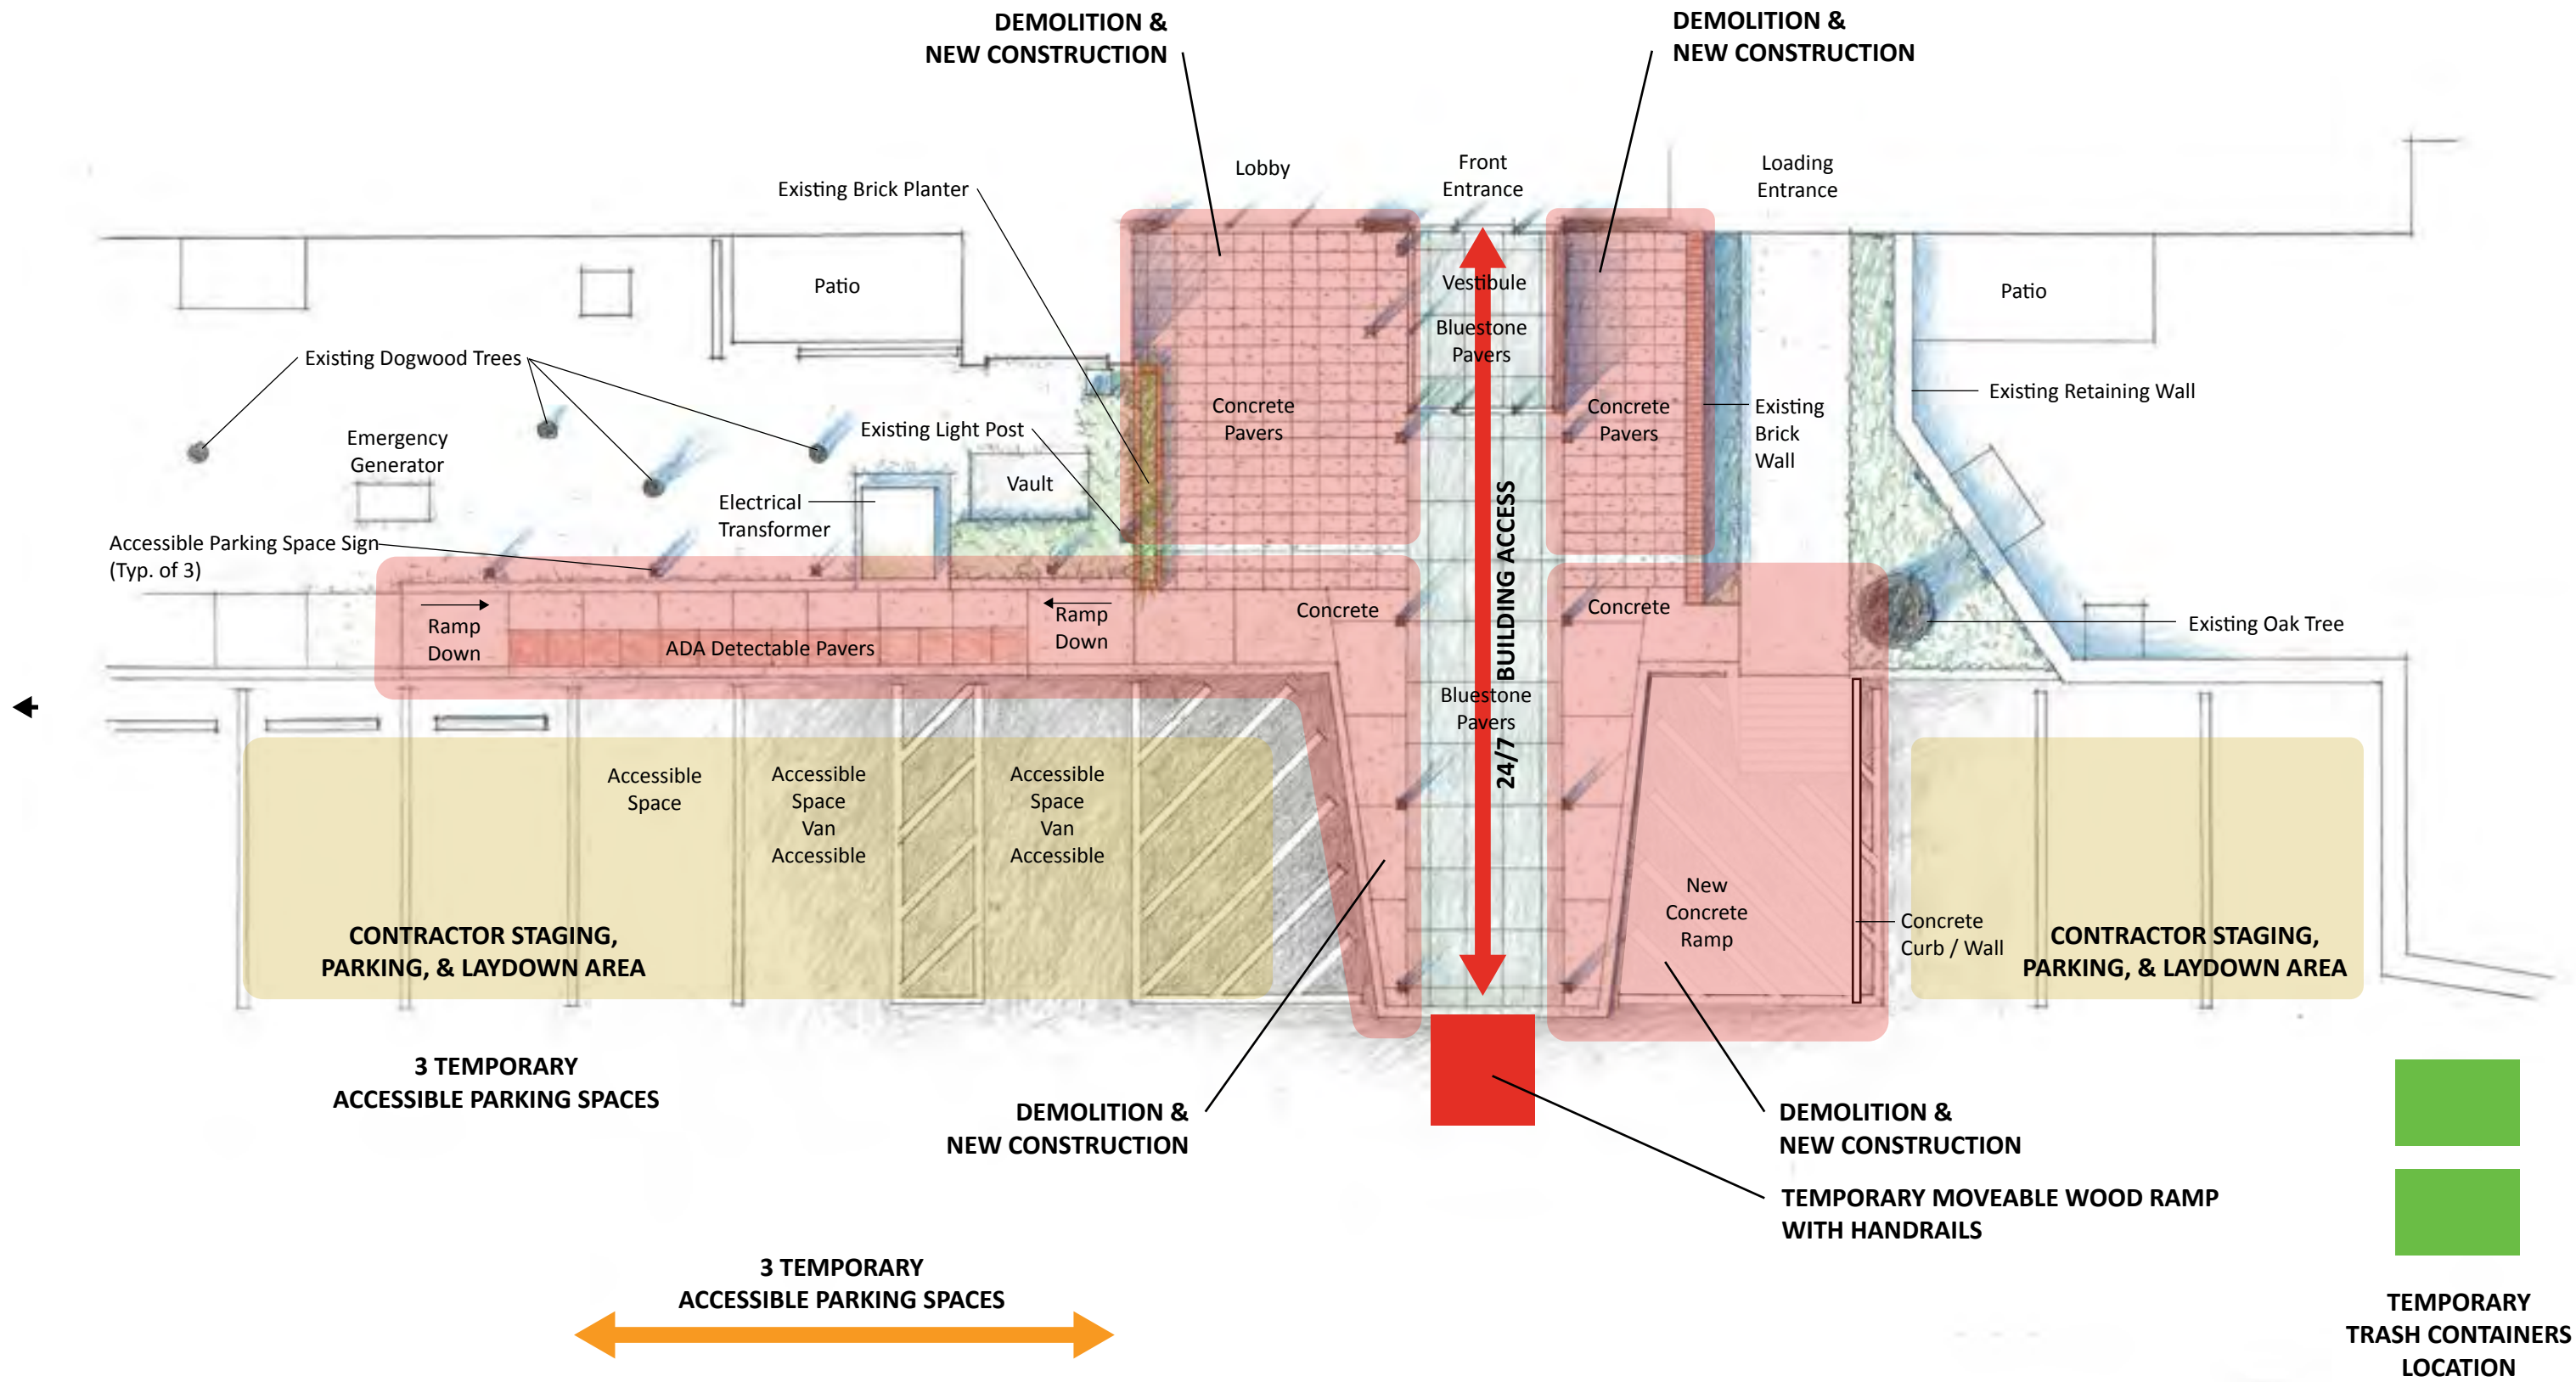 DEMOLITION &
NEW CONSTRUCTION
DEMOLITION &
NEW CONSTRUCTION
Lobby
Front
Entrance
Loading
Entrance
Existing Brick Planter
Patio
Vestibule
Bluestone
Pavers
Patio
Existing Dogwood Trees
Existing Retaining Wall
Concrete
Pavers
Concrete
Pavers
Existing
Brick
Wall
Emergency
Generator
Existing Light Post
Vault
Electrical
Transformer
Accessible Parking Space Sign
(Typ. of 3)
24/7 BUILDING ACCESS
Ramp
Down
ADA Detectable Pavers
Ramp
Down
Concrete
Concrete
Existing Oak Tree
Bluestone
Pavers
Accessible
Space
Accessible
Space
Van
Accessible
Accessible
Space
Van
Accessible
New
Concrete
Ramp
Concrete
Curb / Wall
CONTRACTOR STAGING,
PARKING, & LAYDOWN AREA
CONTRACTOR STAGING,
PARKING, & LAYDOWN AREA
3 TEMPORARY
ACCESSIBLE PARKING SPACES
DEMOLITION &
NEW CONSTRUCTION
DEMOLITION &
NEW CONSTRUCTION
TEMPORARY MOVEABLE WOOD RAMP
WITH HANDRAILS
3 TEMPORARY
ACCESSIBLE PARKING SPACES
TEMPORARY
TRASH CONTAINERS
LOCATION